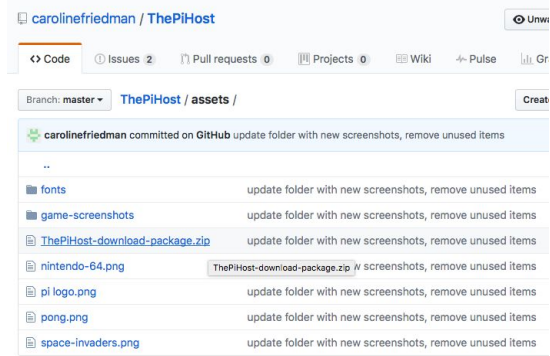 carolinefriedman / ThePiHost
Code Issues 2 Pull requests 0 Projects 0 Wiki Pulse
Branch: master ThePiHost / assets /
carolinefriedman committed on GitHub update folder with new screenshots, remove unused items
..
fonts update folder with new screenshots, remove unused items
game-screenshots update folder with new screenshots, remove unused items
ThePiHost-download-package.zip update folder with new screenshots, remove unused items
nintendo-64.png ThePiHost-download-package.zip w screenshots, remove unused items
pi logo.png update folder with new screenshots, remove unused items
pong.png update folder with new screenshots, remove unused items
space-invaders.png update folder with new screenshots, remove unused items